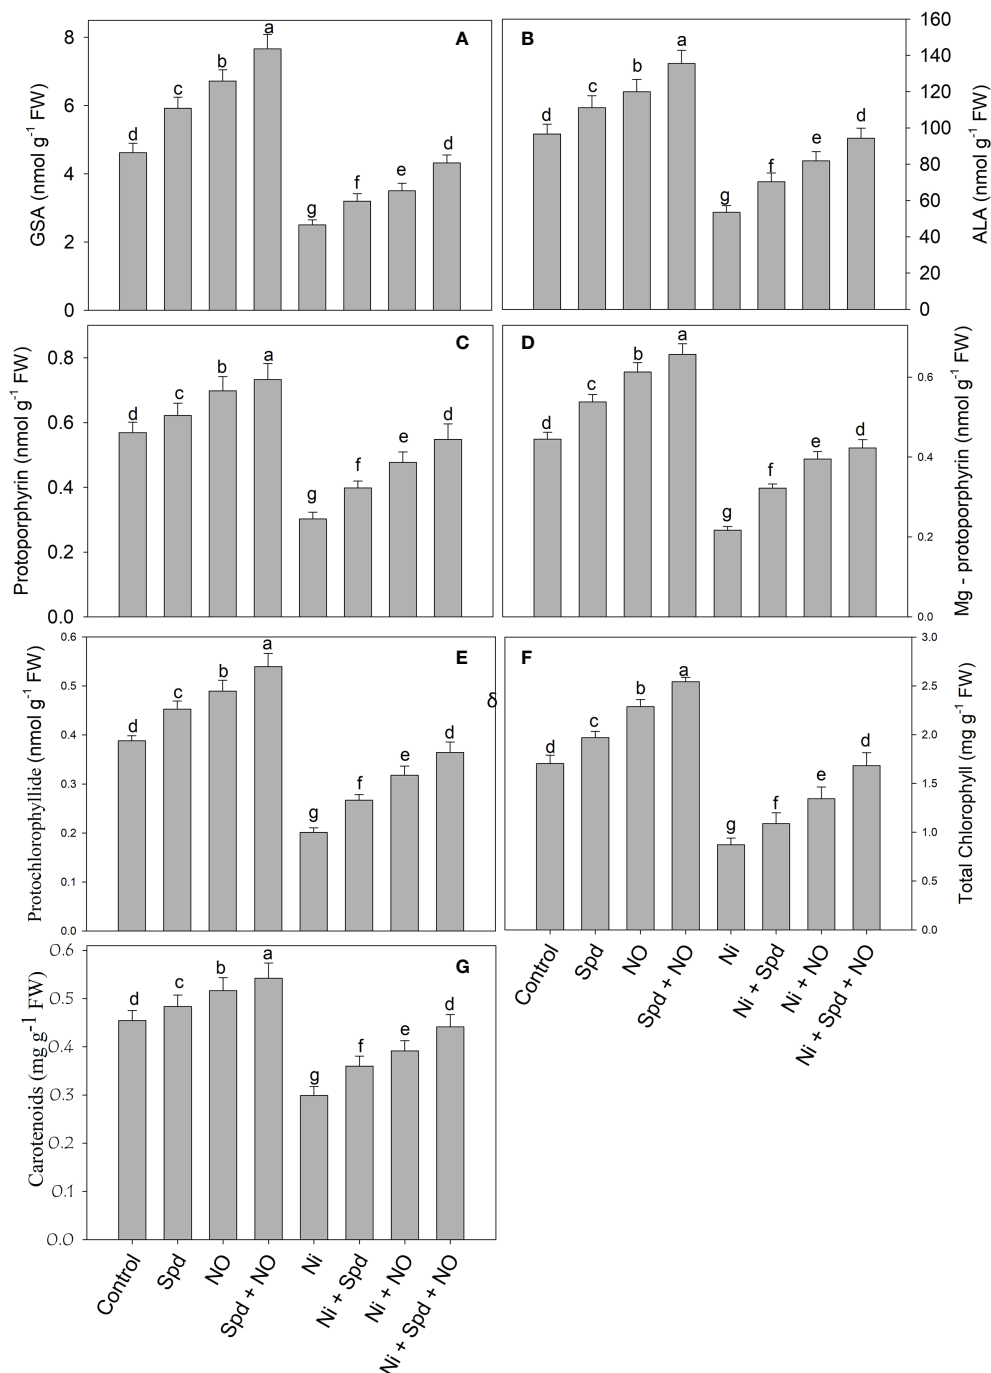 A
GSA (nmol g-1 FW)
8
6
4
2
0
d
c
b
a
g
f
e
d
B
ALA (nmol g-1 FW)
160
140
120
100
80
60
40
20
0
d
c
b
a
g
f
e
d
C
Protoporphyrin (nmol g-1 FW)
0.8
0.6
0.4
0.2
0.0
d
c
b
a
g
f
e
d
D
Mg - protoporphyrin (nmol g-1 FW)
0.6
0.4
0.2
0.0
d
c
b
a
g
f
e
d
E
Protochlorophyllide (nmol g-1 FW)
0.6
0.5
0.4
0.3
0.2
0.1
0.0
d
c
b
a
g
f
e
d
δ
F
Total Chlorophyll (mg g-1 FW)
3.0
2.5
2.0
1.5
1.0
0.5
0.0
d
c
b
a
g
f
e
d
Control
Spd
NO
Spd + NO
Ni
Ni + Spd
Ni + NO
Ni + Spd + NO
G
Carotenoids (mg g-1 FW)
0.6
0.5
0.4
0.3
0.2
0.1
0.0
d
c
b
a
g
f
e
d
Control
Spd
NO
Spd + NO
Ni
Ni + Spd
Ni + NO
Ni + Spd + NO